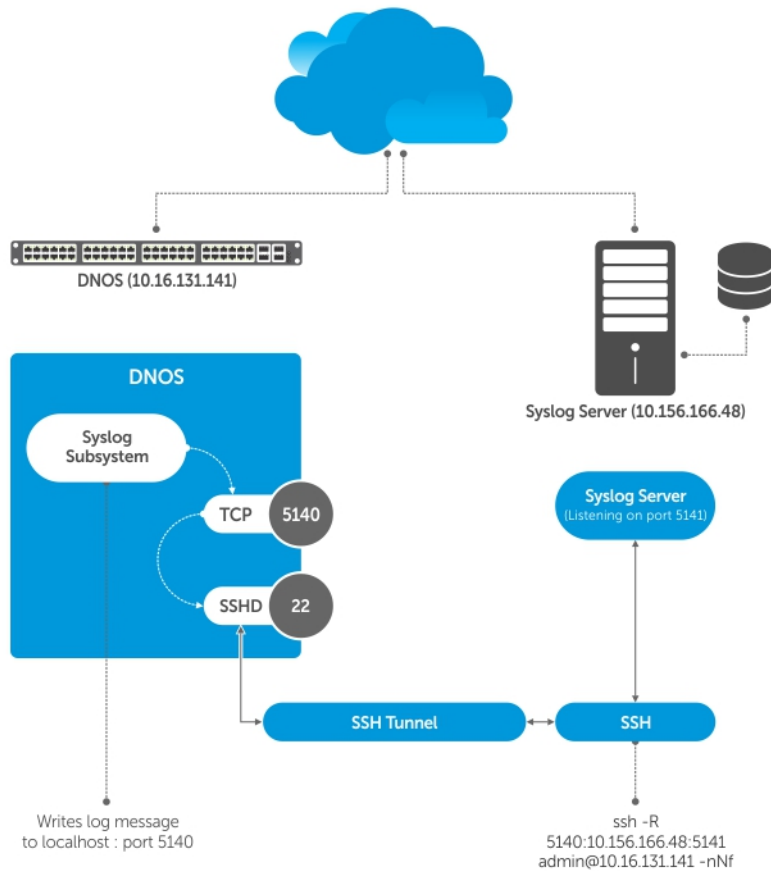 DNOS (10.16.131.141)
Syslog Server (10.156.166.48)
DNOS
Syslog
Subsystem
TCP
5140
SSHD
22
Syslog Server
(Listening on port 5141)
SSH Tunnel
SSH
Writes log message
to localhost : port 5140
ssh -R
5140:10.156.166.48:5141
admin@10.16.131.141 -nNf